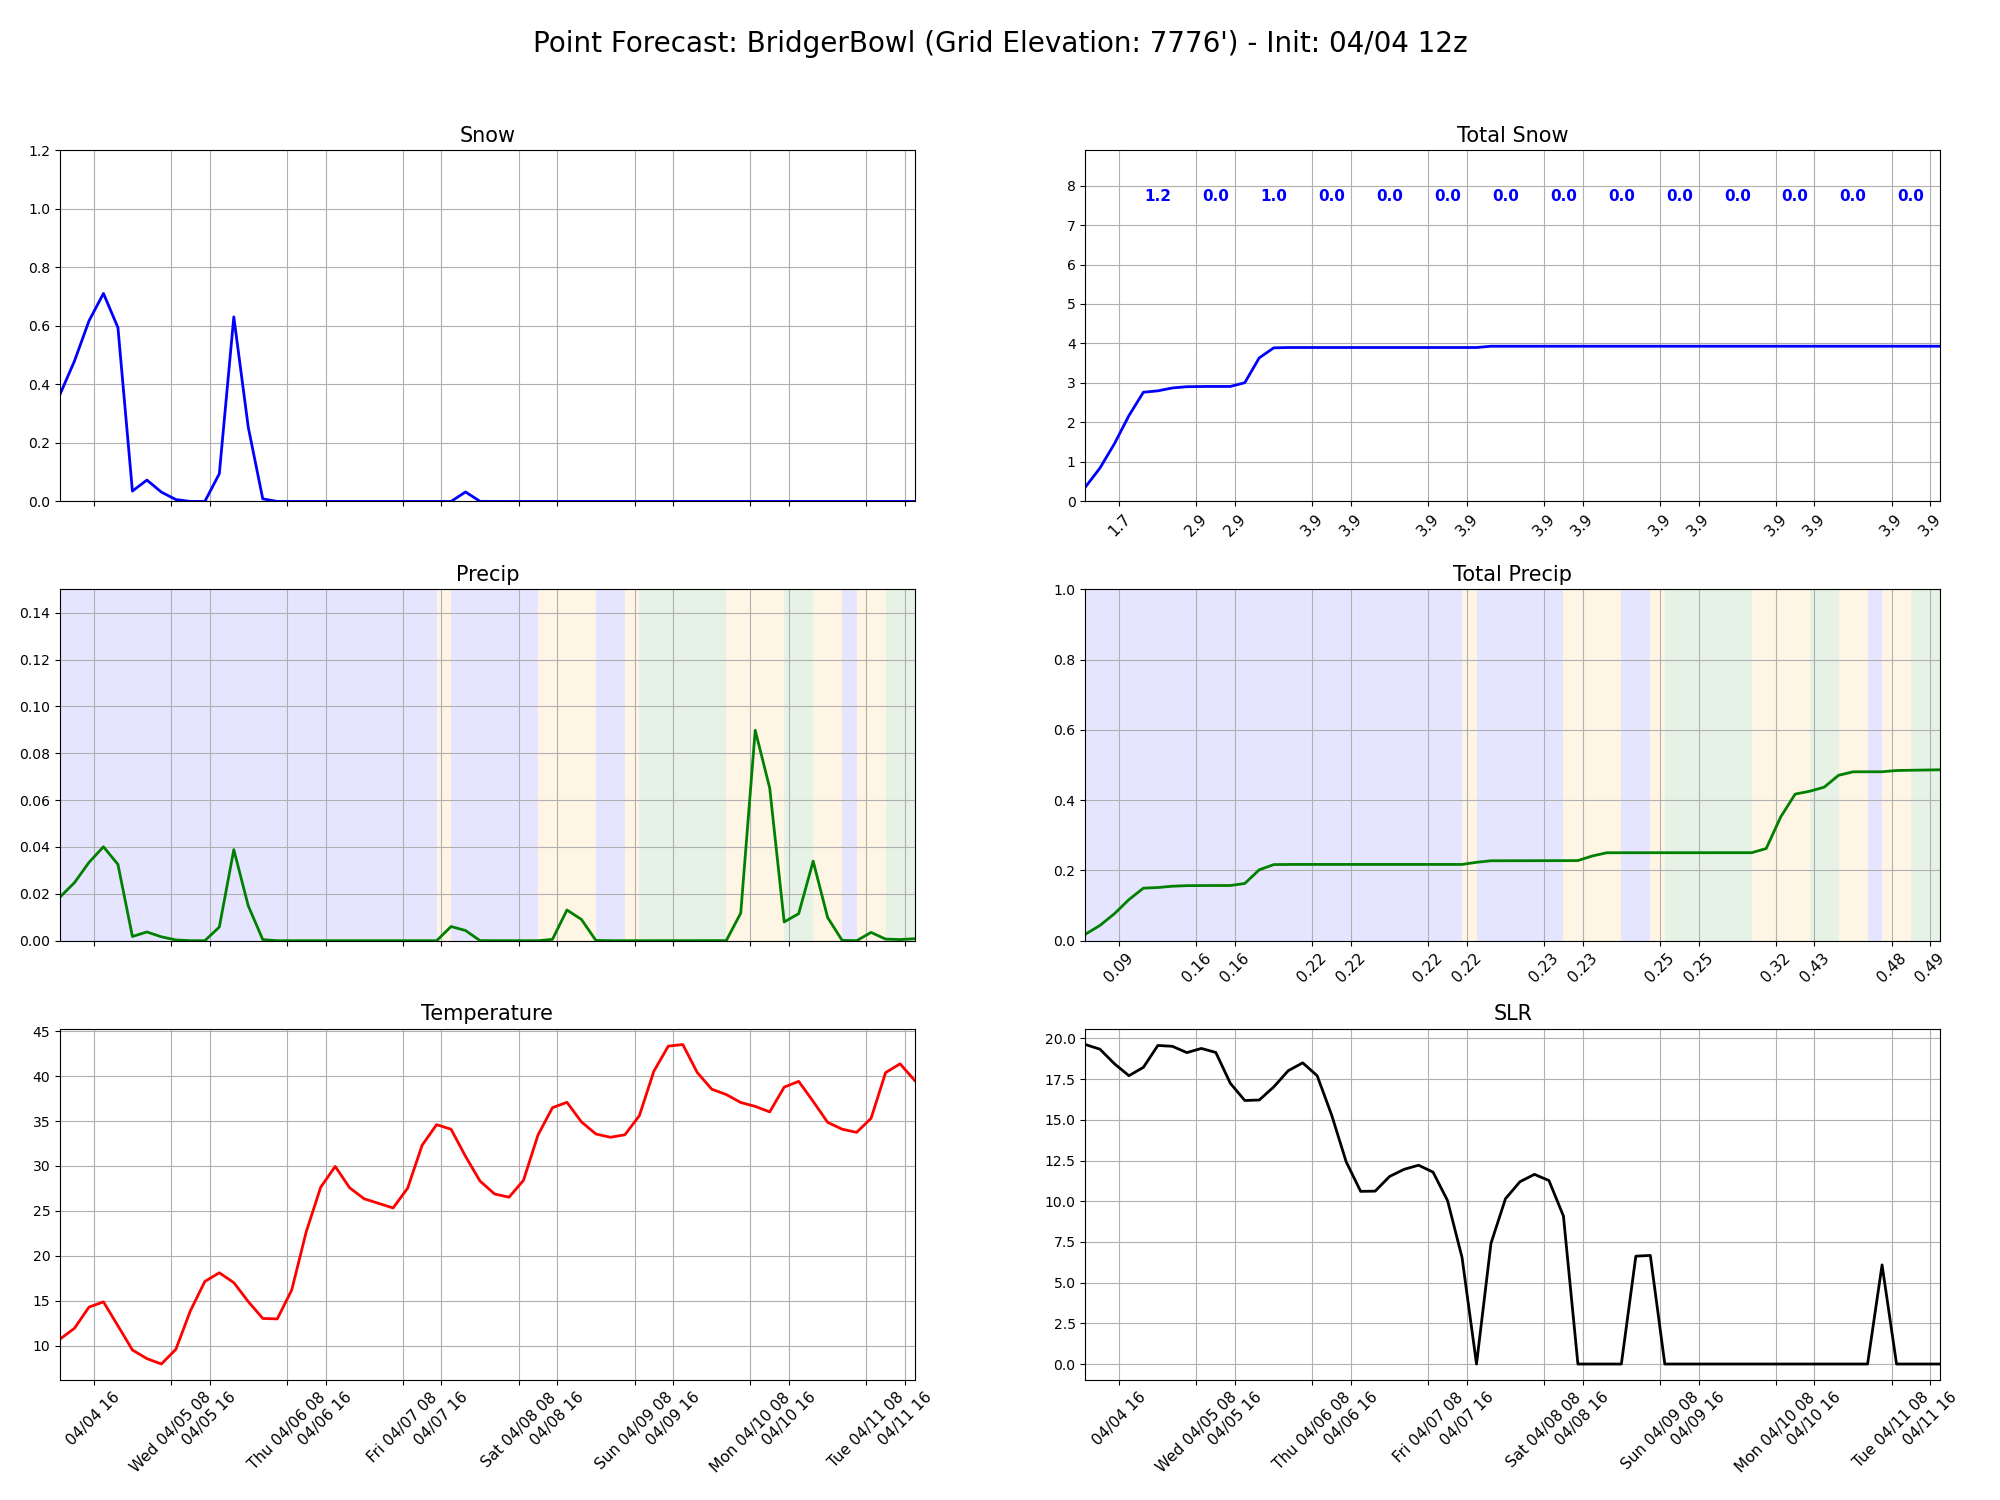 Point Forecast: BridgerBowl (Grid Elevation: 7776') - Init: 04/04 12z
Snow
1.2
1.0
0.8
0.6
0.4
0.2
0.0
Total Snow
8
7
6
5
4
3
2
1
0
1.2 0.0 1.0 0.0 0.0 0.0 0.0 0.0 0.0 0.0 0.0 0.0 0.0 0.0
1.7 2.9 2.9 3.9 3.9 3.9 3.9 3.9 3.9 3.9 3.9 3.9 3.9 3.9 3.9
Precip
0.14
0.12
0.10
0.08
0.06
0.04
0.02
0.00
Total Precip
1.0
0.8
0.6
0.4
0.2
0.0
0.09 0.16 0.16 0.22 0.22 0.22 0.22 0.23 0.23 0.25 0.25 0.32 0.43 0.48 0.49
Temperature
45
40
35
30
25
20
15
10
04/04 16
Wed 04/05 08
04/05 16
Thu 04/06 08
04/06 16
Fri 04/07 08
04/07 16
Sat 04/08 08
04/08 16
Sun 04/09 08
04/09 16
Mon 04/10 08
04/10 16
Tue 04/11 08
04/11 16
SLR
20.0
17.5
15.0
12.5
10.0
7.5
5.0
2.5
0.0
04/04 16
Wed 04/05 08
04/05 16
Thu 04/06 08
04/06 16
Fri 04/07 08
04/07 16
Sat 04/08 08
04/08 16
Sun 04/09 08
04/09 16
Mon 04/10 08
04/10 16
Tue 04/11 08
04/11 16